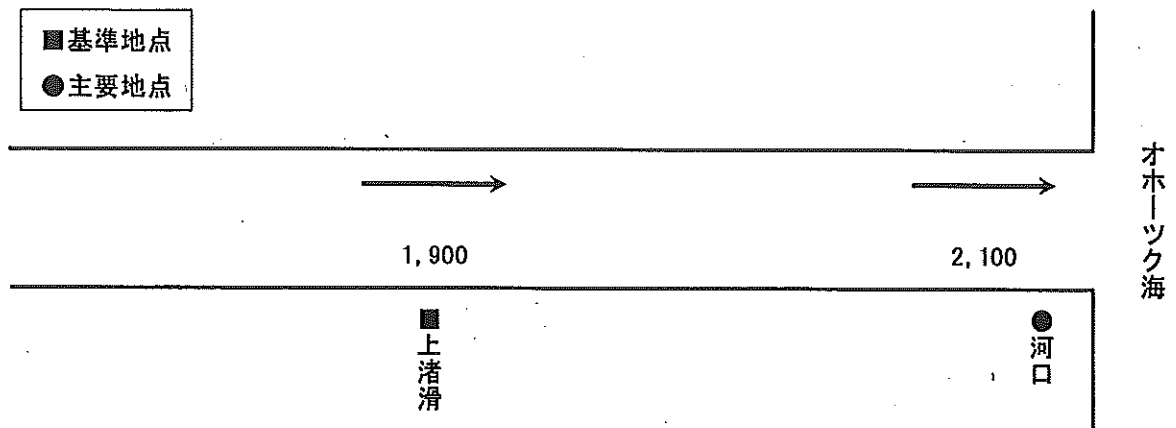 ■基準地点
●主要地点
オホーツク海
1,900
2,100
■上渚滑
●河口